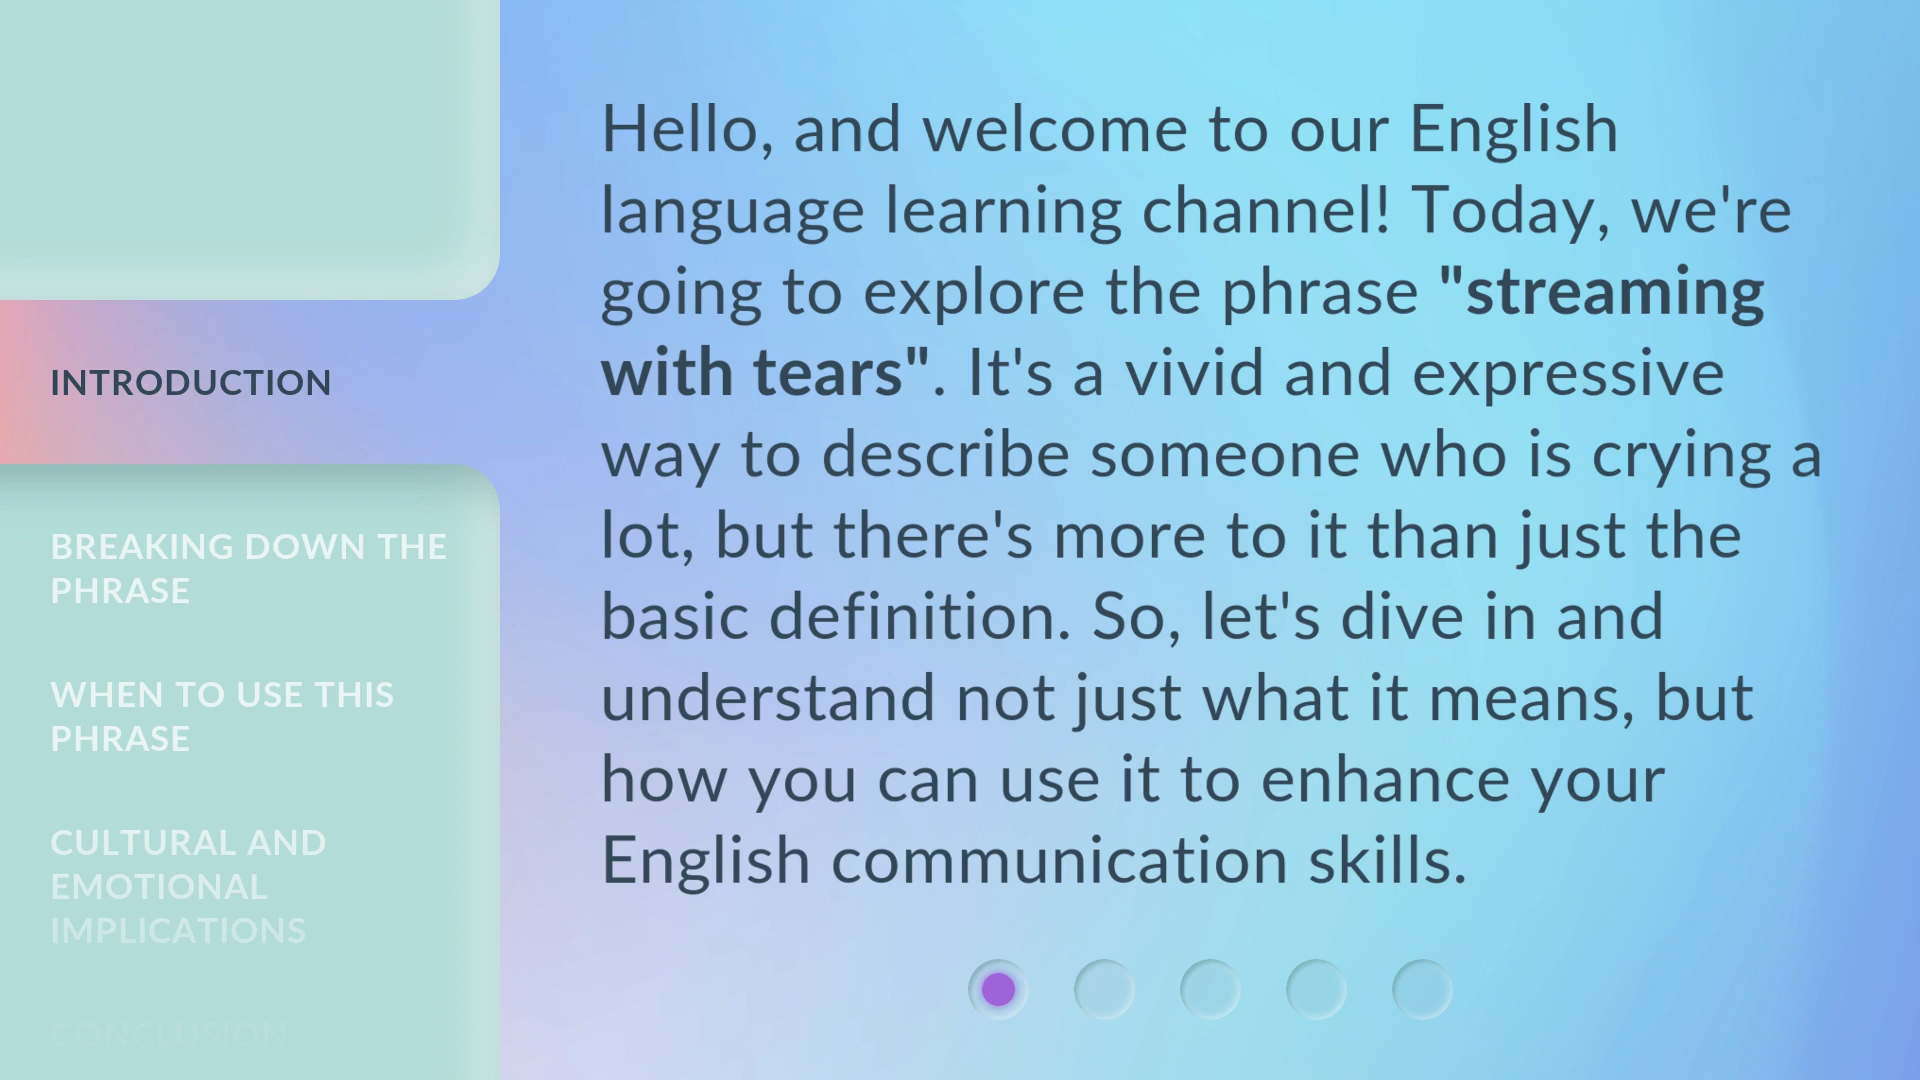 INTRODUCTION
BREAKING DOWN THE
PHRASE
WHEN TO USE THIS
PHRASE
CULTURAL AND
EMOTIONAL
IMPLICATIONS
CONCLUSION
Hello, and welcome to our English
language learning channel! Today, we're
going to explore the phrase "streaming
with tears". It's a vivid and expressive
way to describe someone who is crying a
lot, but there's more to it than just the
basic definition. So, let's dive in and
understand not just what it means, but
how you can use it to enhance your
English communication skills.